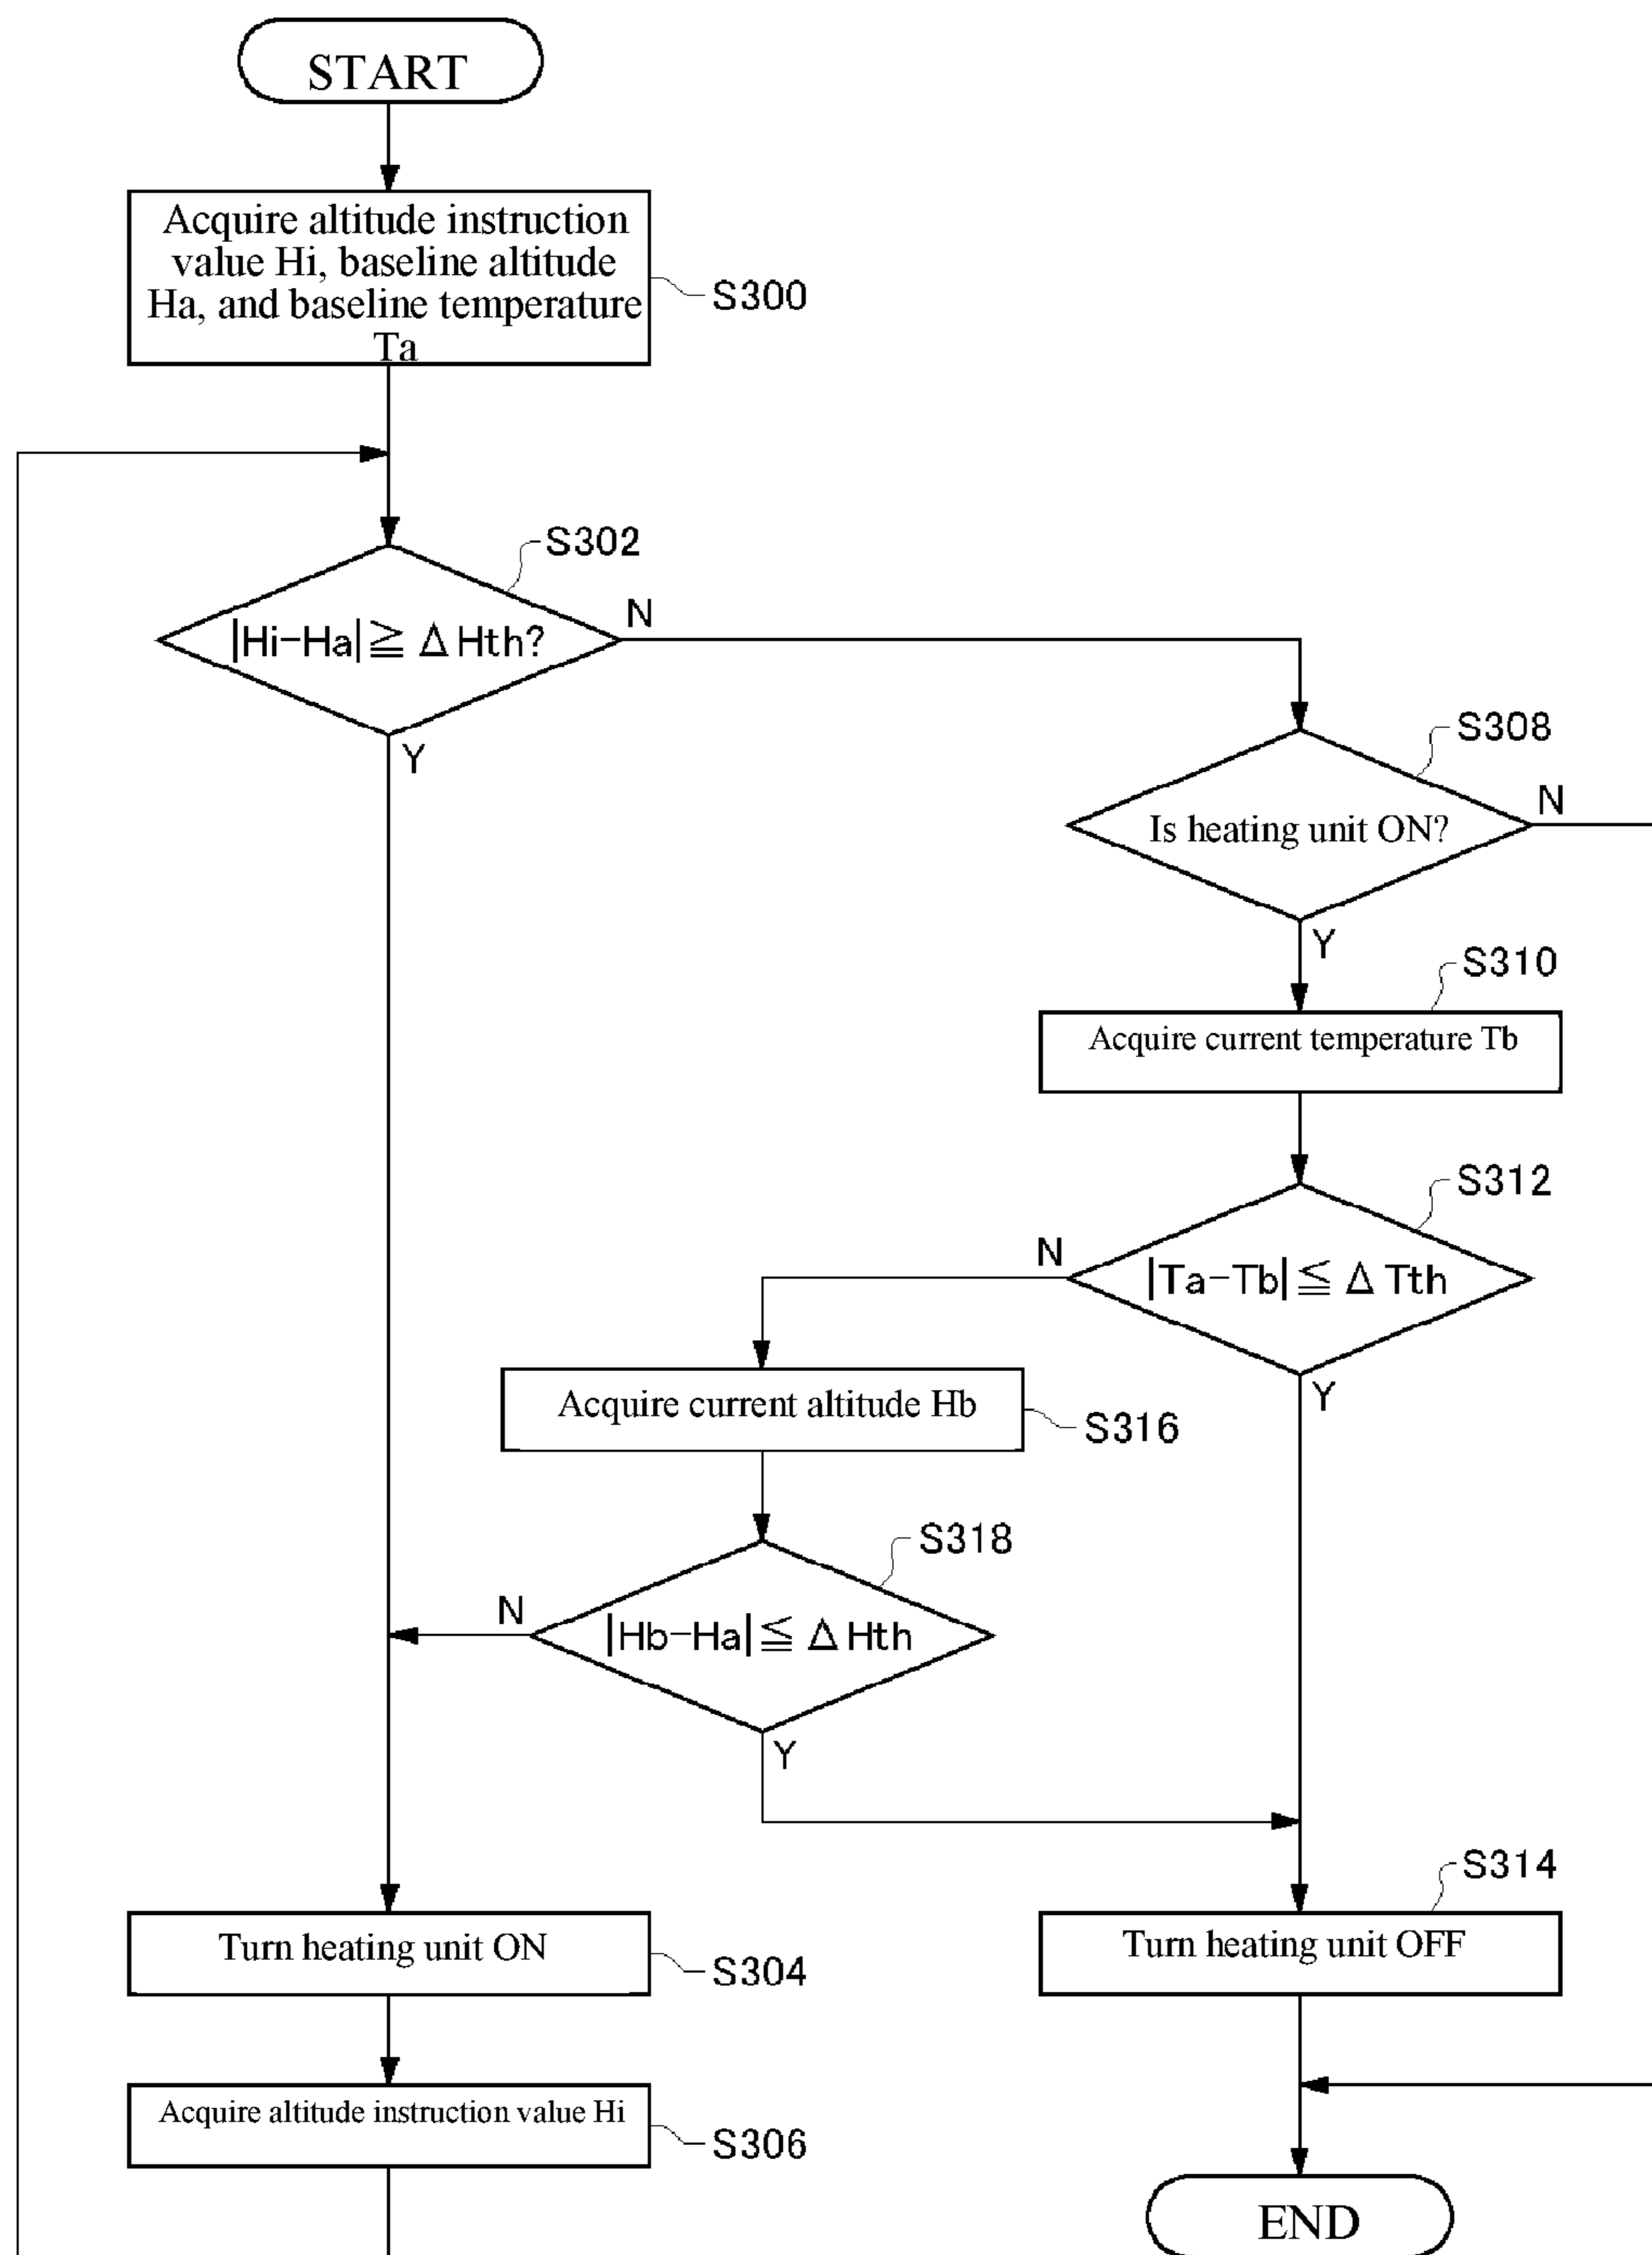 START
Acquire altitude instruction
value Hi, baseline altitude
Ha, and baseline temperature
Ta
S300
S302
|Hi-Ha|≧ΔHth?
N
Y
S308
Is heating unit ON?
N
Y
S310
Acquire current temperature Tb
S312
|Ta-Tb|≦ΔTth
N
Y
Acquire current altitude Hb
S316
S318
|Hb-Ha|≦ΔHth
N
Y
S314
Turn heating unit ON
S304
Turn heating unit OFF
Acquire altitude instruction value Hi
S306
END